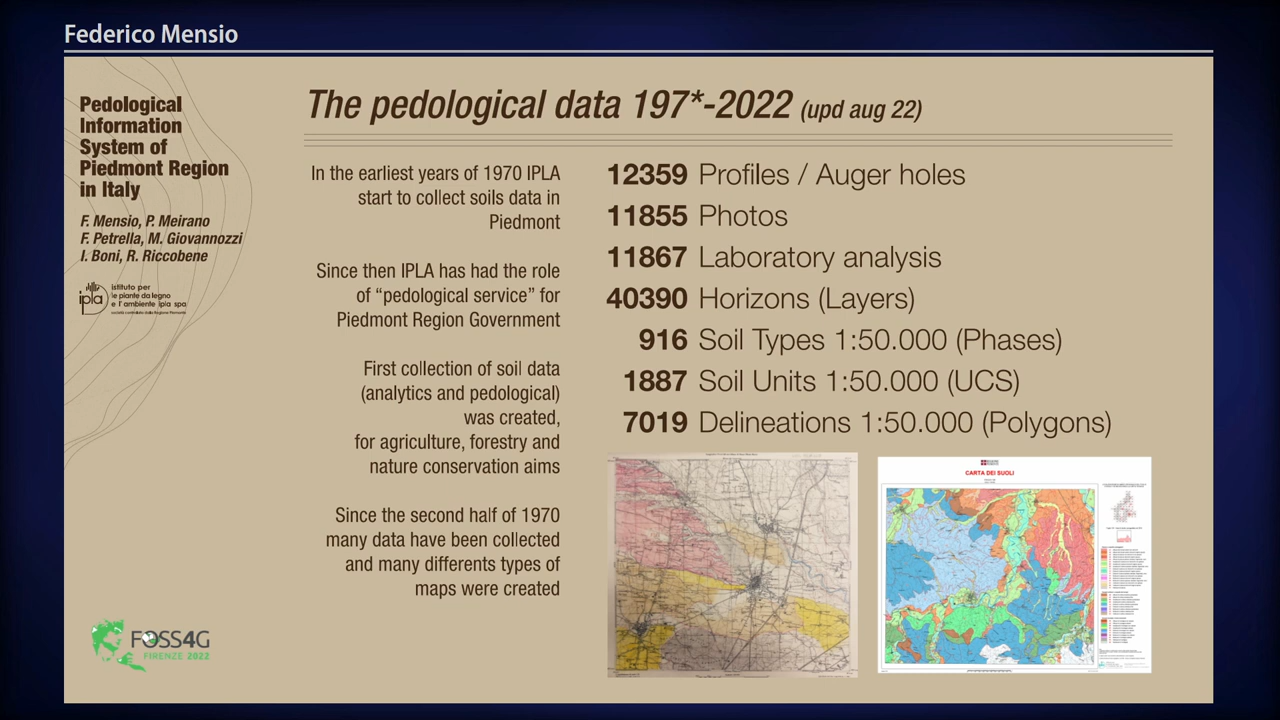 Federico Mensio
Pedological
Information
System of
Piedmont Region
in Italy
F. Mensio, P. Meirano
F. Petrella, M. Giovannozzi
I. Boni, R. Riccobene
ipla
istituto per
le piante da legno
e l'ambiente ipla spa
società controllata dalla Regione Piemonte
FOSS4G
FIRENZE 2022
The pedological data 197*-2022 (upd aug 22)
In the earliest years of 1970 IPLA
start to collect soils data in
Piedmont
Since then IPLA has had the role
of “pedological service” for
Piedmont Region Government
First collection of soil data
(analytics and pedological)
was created,
for agriculture, forestry and
nature conservation aims
Since the second half of 1970
many data have been collected
and many differents types of
maps were created
12359 Profiles / Auger holes
11855 Photos
11867 Laboratory analysis
40390 Horizons (Layers)
916 Soil Types 1:50.000 (Phases)
1887 Soil Units 1:50.000 (UCS)
7019 Delineations 1:50.000 (Polygons)
CARTA DEI SUOLI